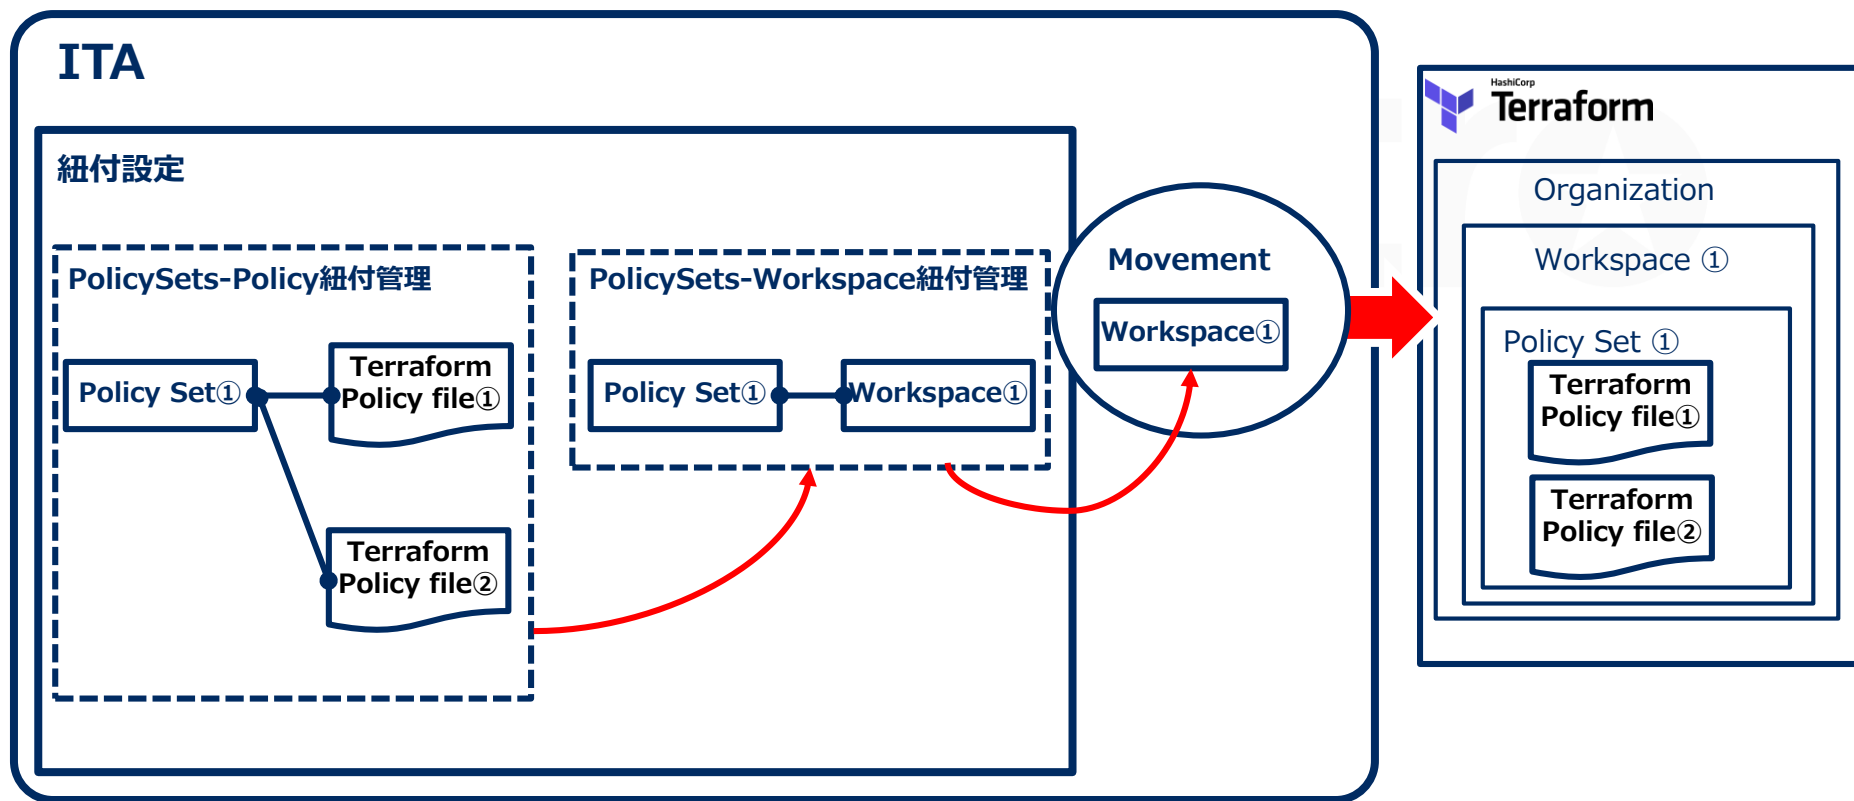 ITA
紐付設定
PolicySets-Policy紐付管理
Policy Set①
Terraform
Policy file①
Terraform
Policy file②
PolicySets-Workspace紐付管理
Policy Set①
Workspace①
Movement
Workspace①
HashiCorp
Terraform
Organization
Workspace ①
Policy Set ①
Terraform
Policy file①
Terraform
Policy file②